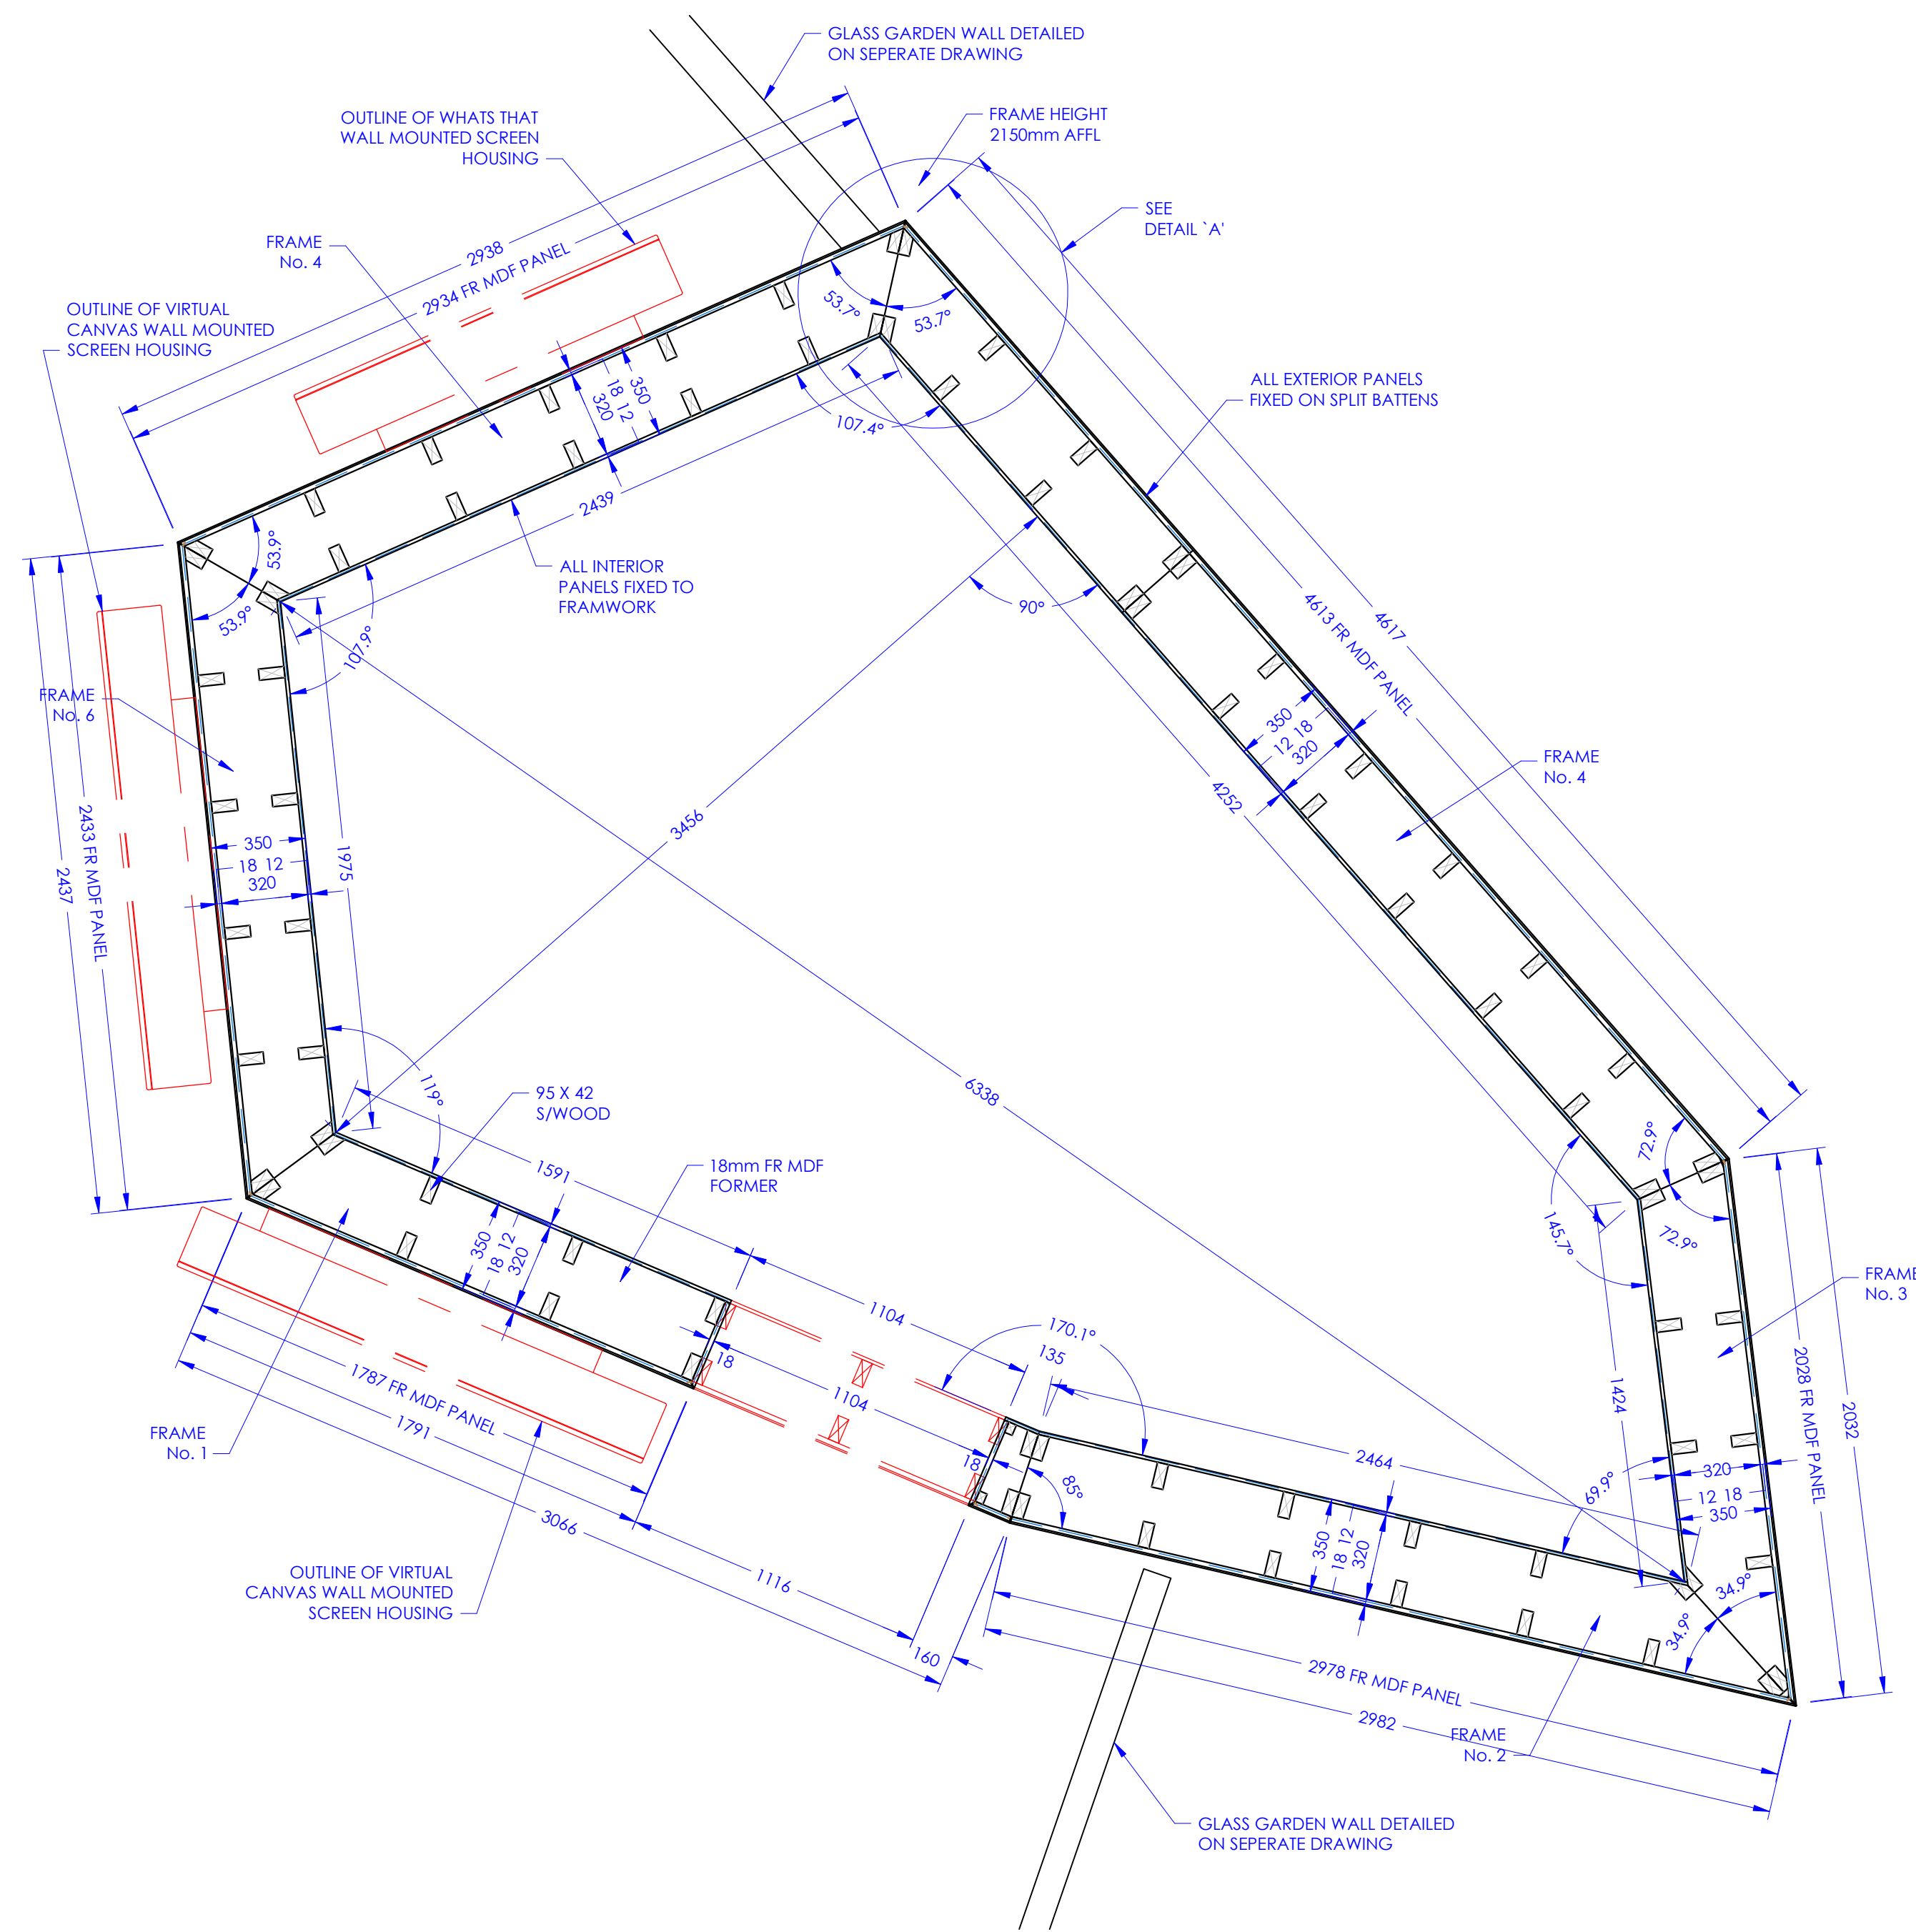 GLASS GARDEN WALL DETAILED
ON SEPERATE DRAWING
OUTLINE OF WHATS THAT
WALL MOUNTED SCREEN
HOUSING
FRAME HEIGHT
2150mm AFFL
SEE
DETAIL `A'
FRAME
No. 4
2938
2934 FR MDF PANEL
OUTLINE OF VIRTUAL
CANVAS WALL MOUNTED
SCREEN HOUSING
53.7°
53.7°
350
18 12
320
107.4°
ALL EXTERIOR PANELS
FIXED ON SPLIT BATTENS
2439
53.9°
53.9°
ALL INTERIOR
PANELS FIXED TO
FRAMWORK
107.9°
90°
4613 FR MDF PANEL
4617
FRAME
No. 6
350
12 18
320
FRAME
No. 4
4252
3456
350
18 12
320
1975
2433 FR MDF PANEL
2437
119°
6338
95 X 42
S/WOOD
18mm FR MDF
FORMER
1591
72.9°
72.9°
145.7°
350
18 12
320
1104
170.1°
135
18
1104
FRAME
No. 3
1787 FR MDF PANEL
1791
3066
FRAME
No. 1
18
85°
2464
1424
2028 FR MDF PANEL
2032
69.9°
320
12 18
350
350
18 12
320
34.9°
34.9°
OUTLINE OF VIRTUAL
CANVAS WALL MOUNTED
SCREEN HOUSING
1116
160
2978 FR MDF PANEL
2982
FRAME
No. 2
GLASS GARDEN WALL DETAILED
ON SEPERATE DRAWING